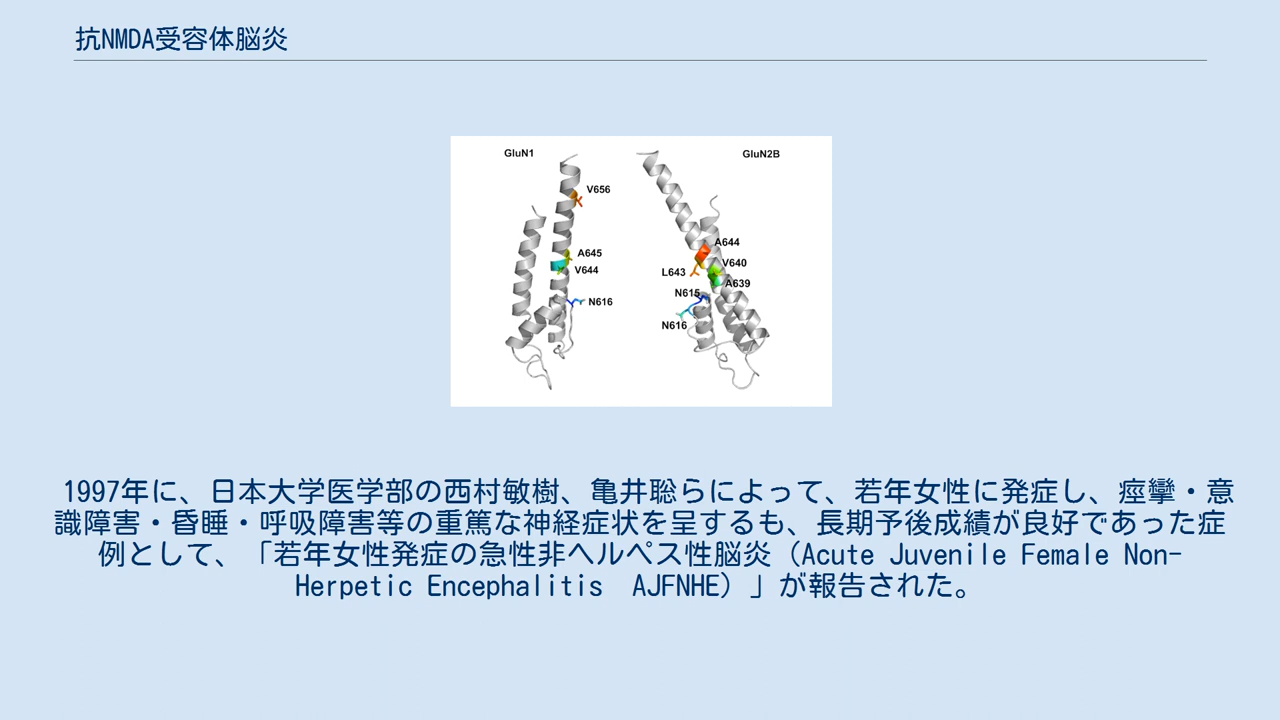 抗NMDA受容体脳炎
GluN1
GluN2B
V656
A645
V644
N616
A644
V640
L643
A639
N615
N616
1997年に、日本大学医学部の西村敏樹、亀井聡らによって、若年女性に発症し、痙攣・意
識障害・昏睡・呼吸障害等の重篤な神経症状を呈するも、長期予後成績が良好であった症
例として、「若年女性発症の急性非ヘルペス性脳炎（Acute Juvenile Female Non-
Herpetic Encephalitis　AJFNHE）」が報告された。